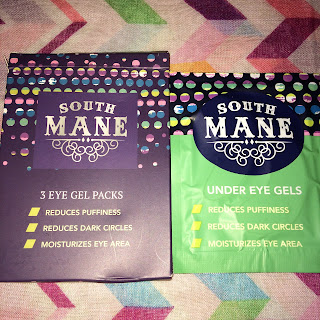 SOUTH
MANE
3 EYE GEL PACKS
REDUCES PUFFINESS
REDUCES DARK CIRCLES
MOISTURIZES EYE AREA
SOUTH
MANE
UNDER EYE GELS
REDUCES PUFFINESS
REDUCES DARK CIRCLES
MOISTURIZES EYE AREA